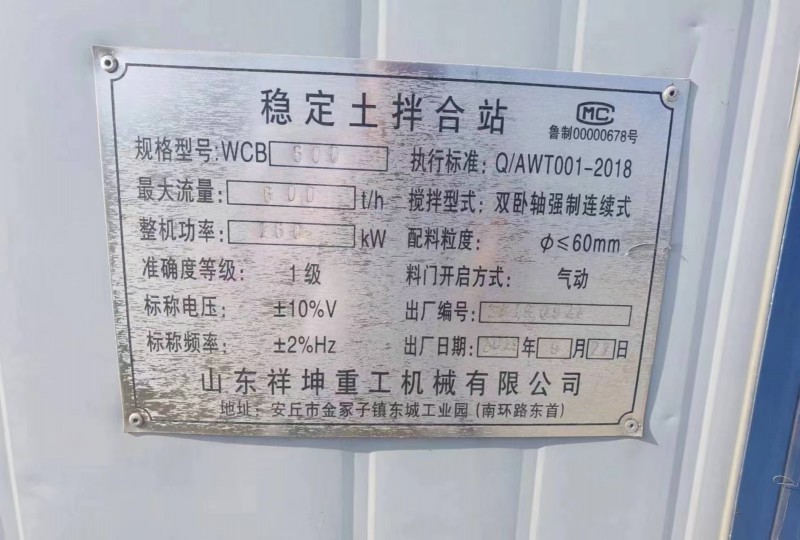 稳定土拌合站
MC
鲁制00000678号
规格型号:WCB 600
执行标准: Q/AWT001-2018
最大流量: 600 t/h
搅拌型式: 双卧轴强制连续式
整机功率: 160 kW
配料粒度: φ≤60mm
准确度等级: 1级
料门开启方式: 气动
标称电压: ±10%V
出厂编号:
标称频率: ±2%Hz
出厂日期: 年 月 日
山东祥坤重工机械有限公司
地址: 安丘市金冢子镇东城工业园(南环路东首)